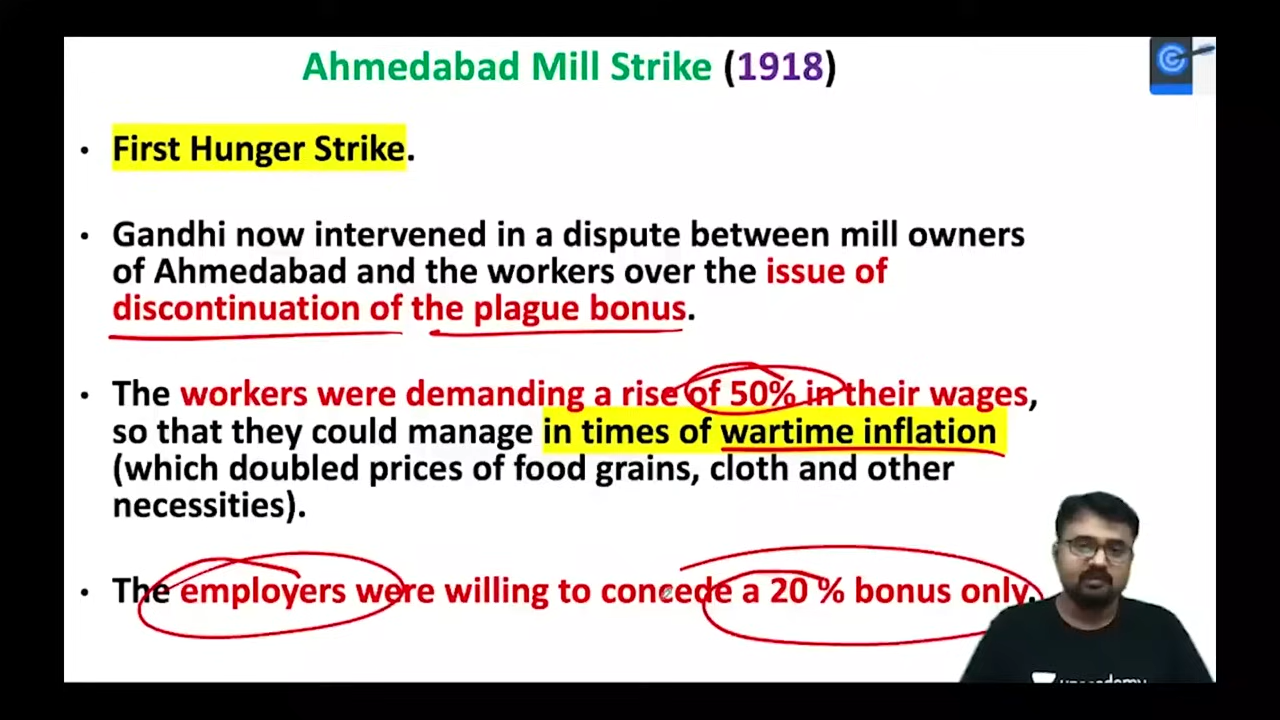 Ahmedabad Mill Strike (1918)
• First Hunger Strike.
• Gandhi now intervened in a dispute between mill owners
of Ahmedabad and the workers over the issue of
discontinuation of the plague bonus.
• The workers were demanding a rise of 50% in their wages,
so that they could manage in times of wartime inflation
(which doubled prices of food grains, cloth and other
necessities).
• The employers were willing to concede a 20 % bonus only.